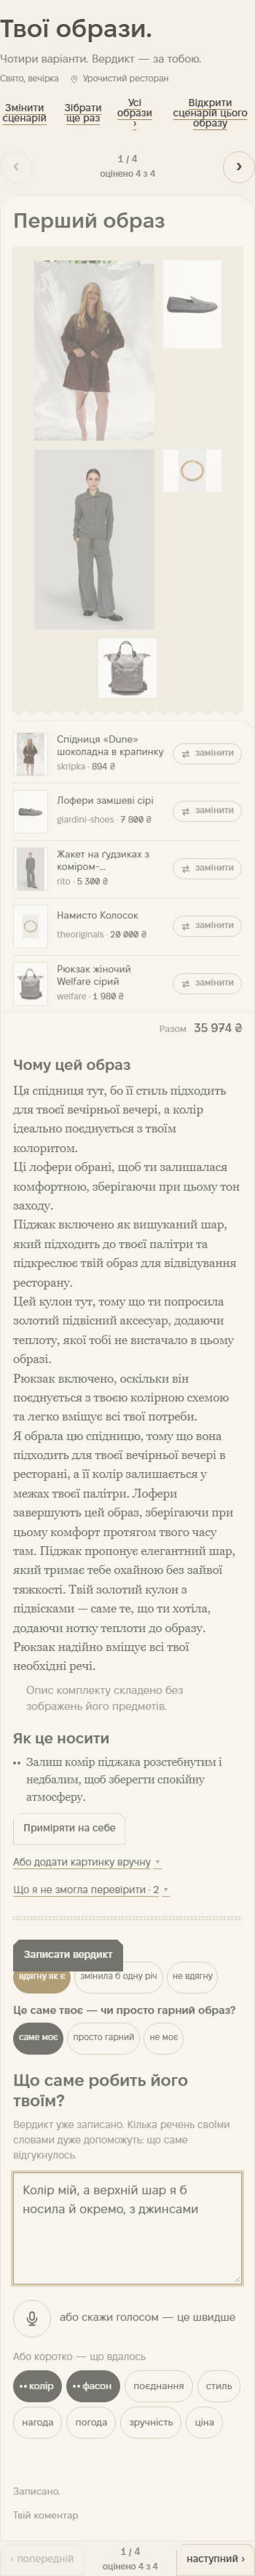 Твої образи.
Чотири варіанти. Вердикт — за тобою.
Свято, вечірка
Урочистий ресторан
Змінити сценарій
Зібрати ще раз
Усі образи ›
Відкрити сценарій цього образу
‹
1 / 4
оцінено 4 з 4
›
Перший образ
Спідниця «Dune»
шоколадна в крапинку
skripka · 894 ₴
замінити
Лофери замшеві сірі
giardini-shoes · 7 800 ₴
замінити
Жакет на ґудзиках з
коміром-...
rito · 5 300 ₴
замінити
Намисто Колосок
theoriginals · 20 000 ₴
замінити
Рюкзак жіночий
Welfare сірий
welfare · 1 980 ₴
замінити
Разом 35 974 ₴
Чому цей образ
Ця спідниця тут, бо її стиль підходить
для твоєї вечірньої вечері, а колір
ідеально поєднується з твоїм
колоритом.
Ці лофери обрані, щоб ти залишалася
комфортною, зберігаючи при цьому тон
заходу.
Піджак включено як вишуканий шар,
який підходить до твоєї палітри та
підкреслює твій образ для відвідування
ресторану.
Цей кулон тут, тому що ти попросила
золотий підвісний аксесуар, додаючи
теплоту, якої тобі не вистачало в цьому
образі.
Рюкзак включено, оскільки він
поєднується з твоєю колірною схемою
та легко вміщує всі твої потреби.
Я обрала цю спідницю, тому що вона
підходить для твоєї вечірньої вечері в
ресторані, а її колір залишається у
межах твоєї палітри. Лофери
завершують цей образ, зберігаючи при
цьому комфорт протягом твого часу
там. Піджак пропонує елегантний шар,
який тримає тебе охайною без зайвої
тяжкості. Твій золотий кулон з
підвісками — саме те, що ти хотіла,
додаючи нотку теплоти до образу.
Рюкзак надійно вміщує всі твої
необхідні речі.
Опис комплекту складено без
зображень його предметів.
Як це носити
Залиш комір піджака розстебнутим і
недбалим, щоб зберегти спокійну
атмосферу.
Приміряти на себе
Або додати картинку вручну
Що я не змогла перевірити · 2
Записати вердикт
вдягну як є
змінила б одну річ
не вдягну
Це саме твоє — чи просто гарний образ?
саме моє
просто гарний
не моє
Що саме робить його
твоїм?
Вердикт уже записано. Кілька речень своїми
словами дуже допоможуть: що саме
відгукнулось.
Колір мій, а верхній шар я б
носила й окремо, з джинсами
або скажи голосом — це швидше
Або коротко — що вдалось
колір
фасон
поєднання
стиль
нагода
погода
зручність
ціна
Записано.
Твій коментар
‹ попередній
1 / 4
оцінено 4 з 4
наступний ›